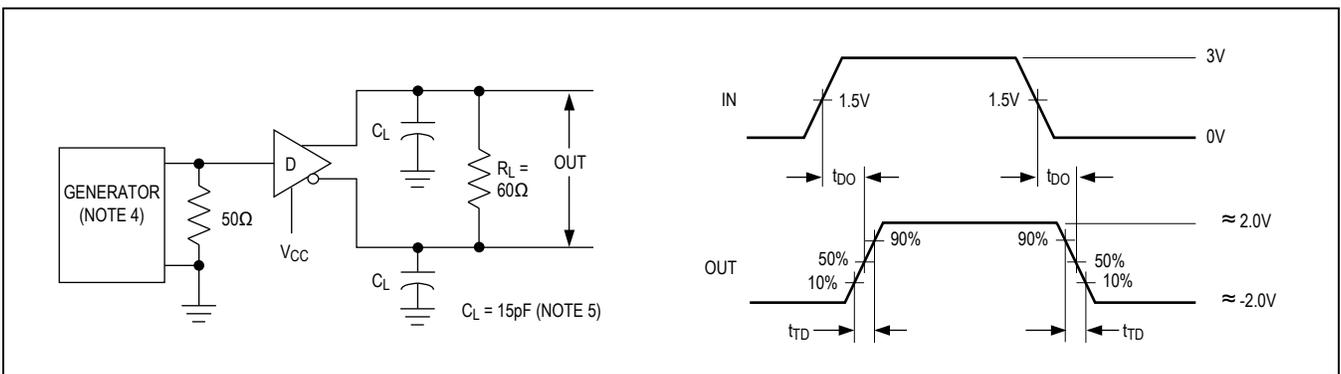 GENERATOR
(NOTE 4)
50Ω
D
VCC
CL
CL
RL =
60Ω
OUT
CL = 15pF (NOTE 5)
IN
1.5V
1.5V
3V
0V
tDO
tDO
OUT
90%
50%
10%
90%
50%
10%
≈ 2.0V
≈ -2.0V
tTD
tTD